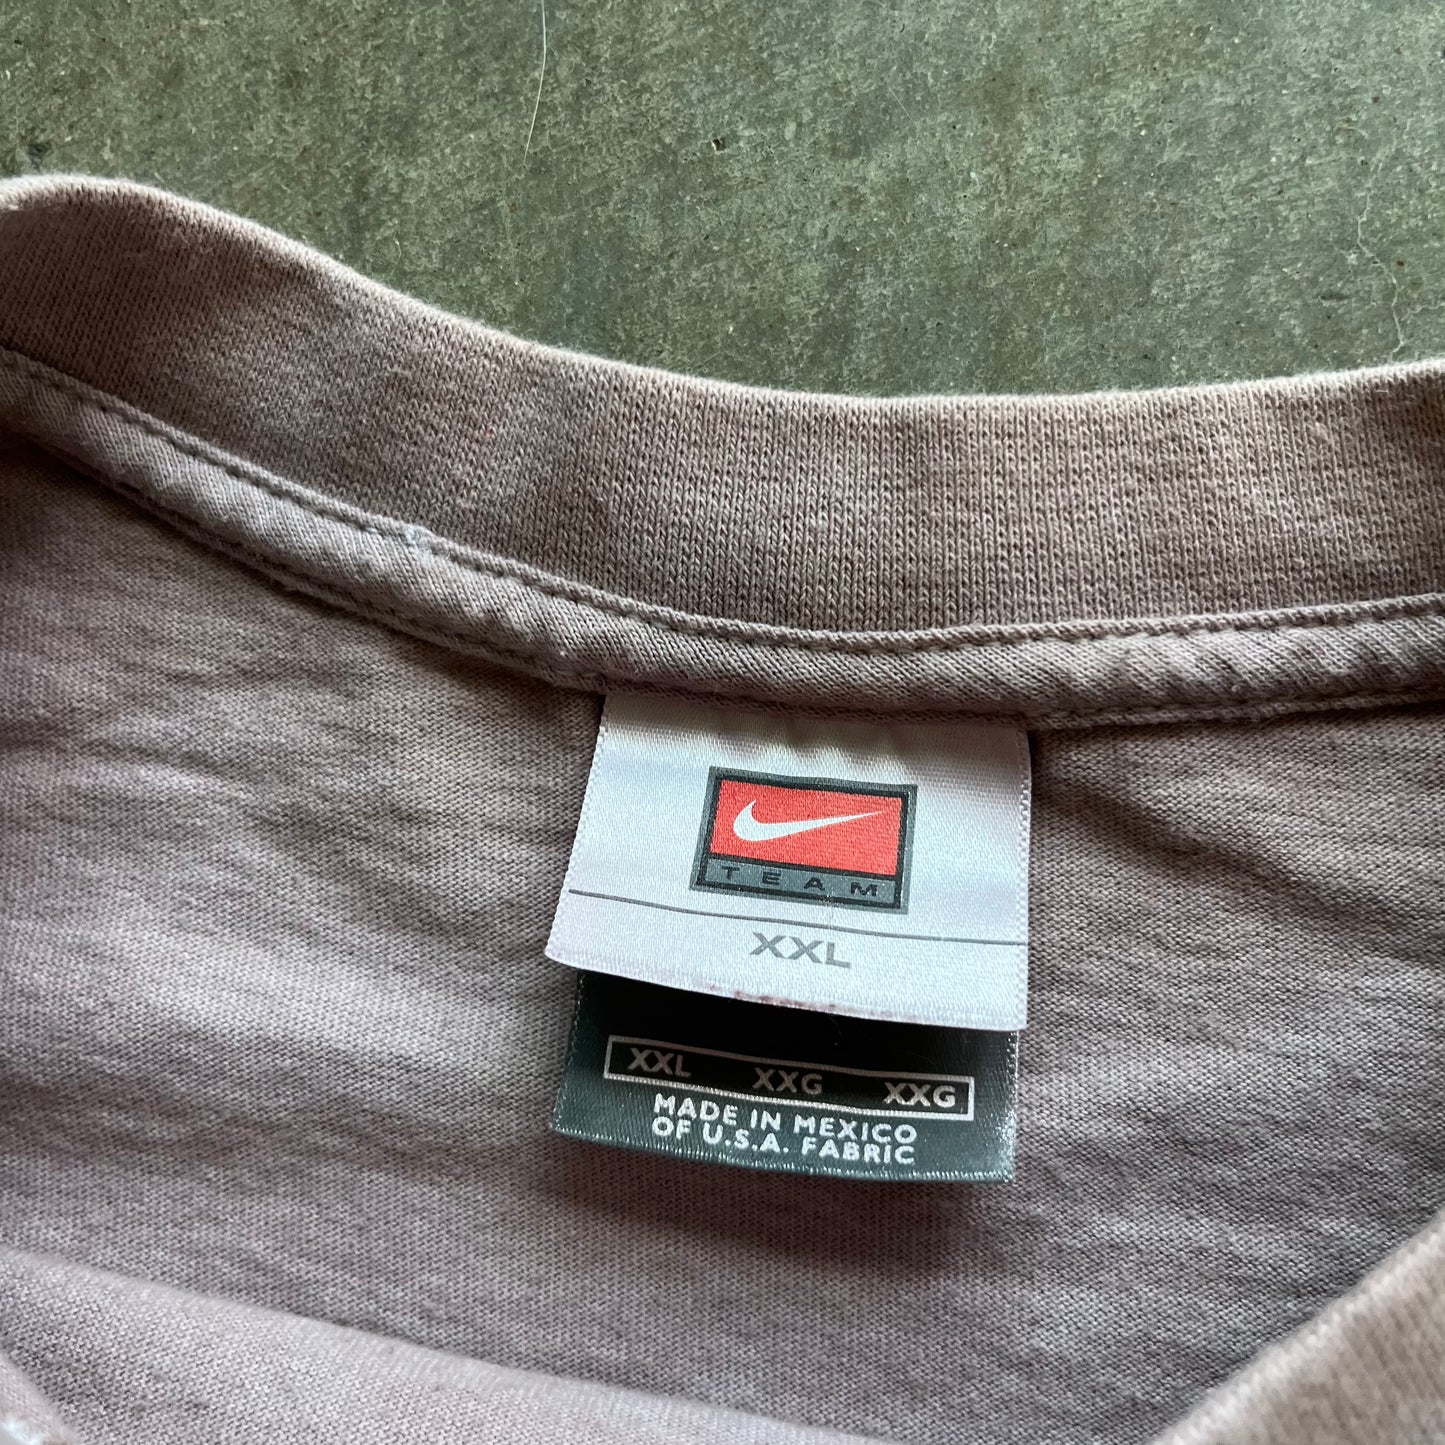 TEAM
XXL
XXL XXG XXG
MADE IN MEXICO
OF U.S.A. FABRIC